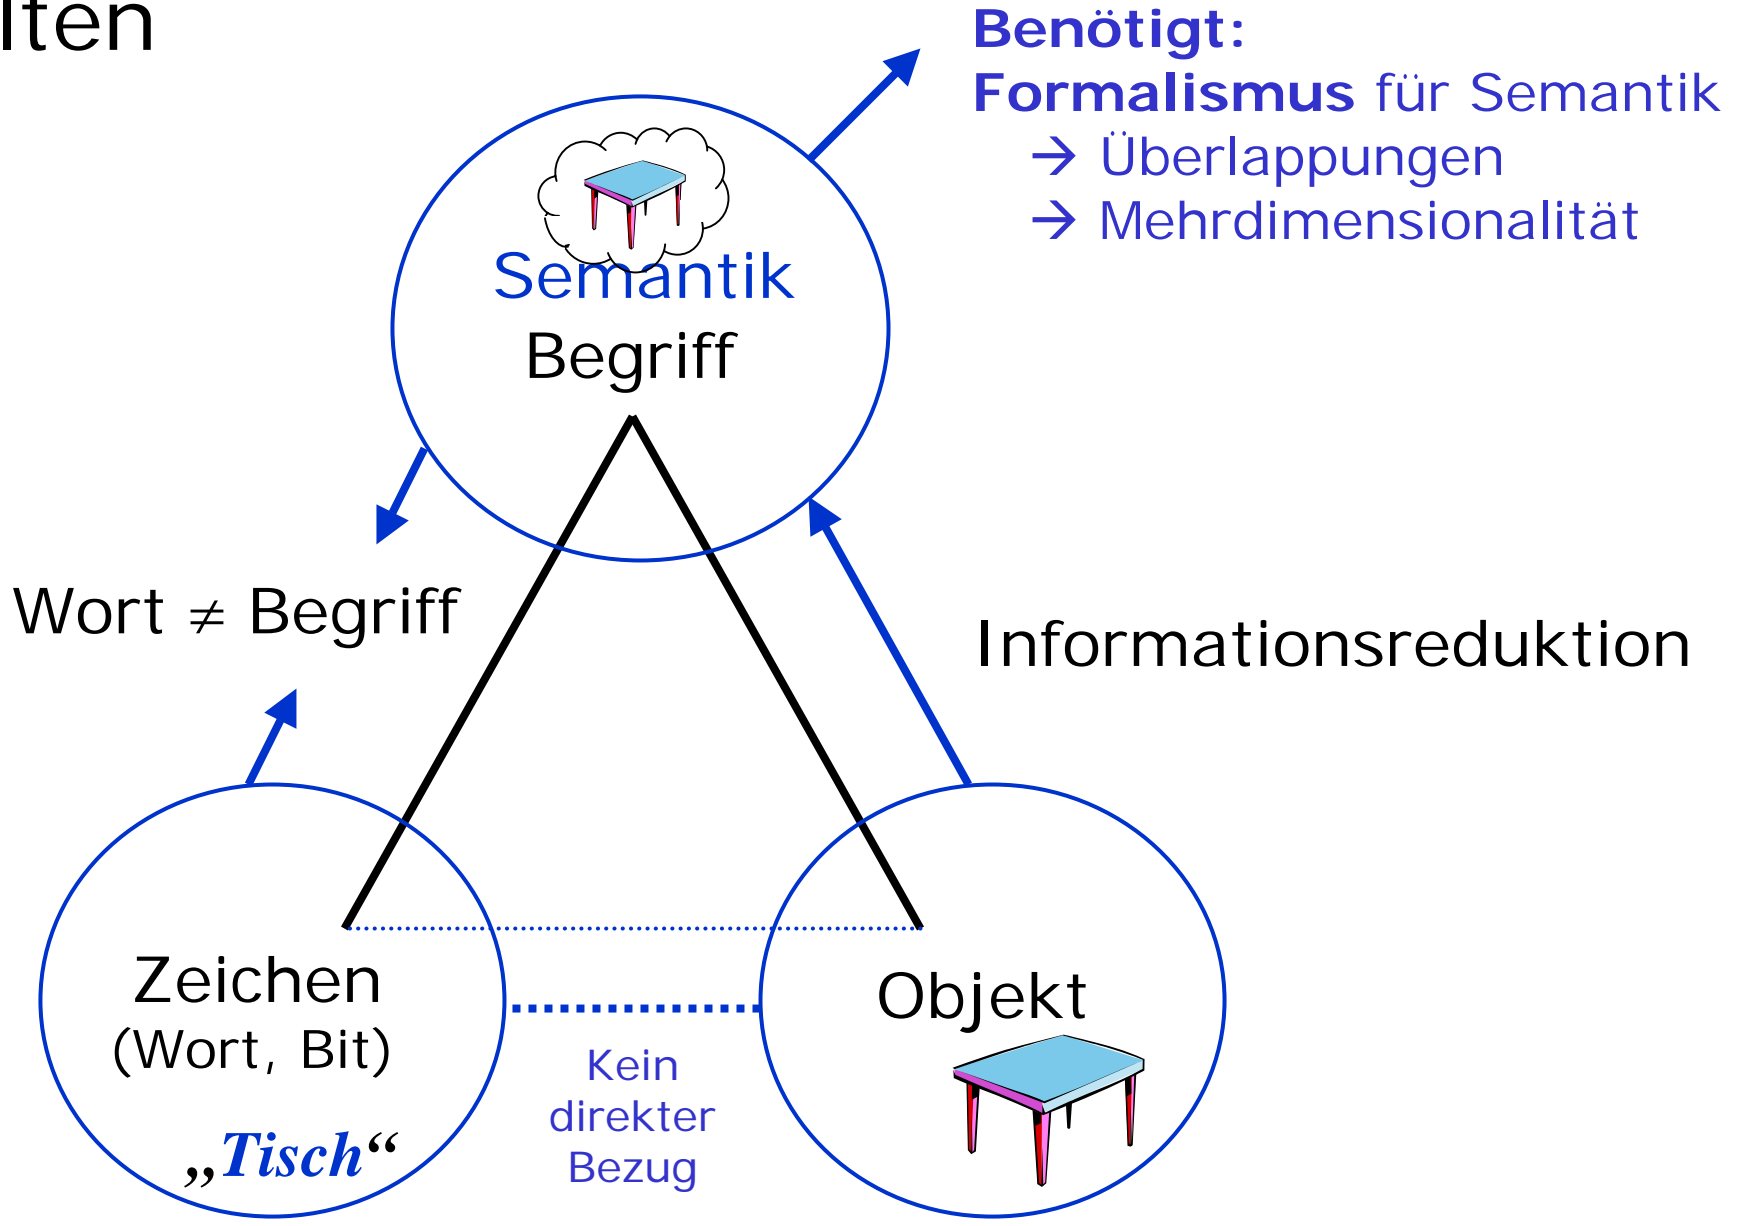 lten
Benötigt:
Formalismus für Semantik
→ Überlappungen
→ Mehrdimensionalität
Semantik
Begriff
Wort ≠ Begriff
Informationsreduktion
Zeichen
(Wort, Bit)
„Tisch“
Kein
direkter
Bezug
Objekt